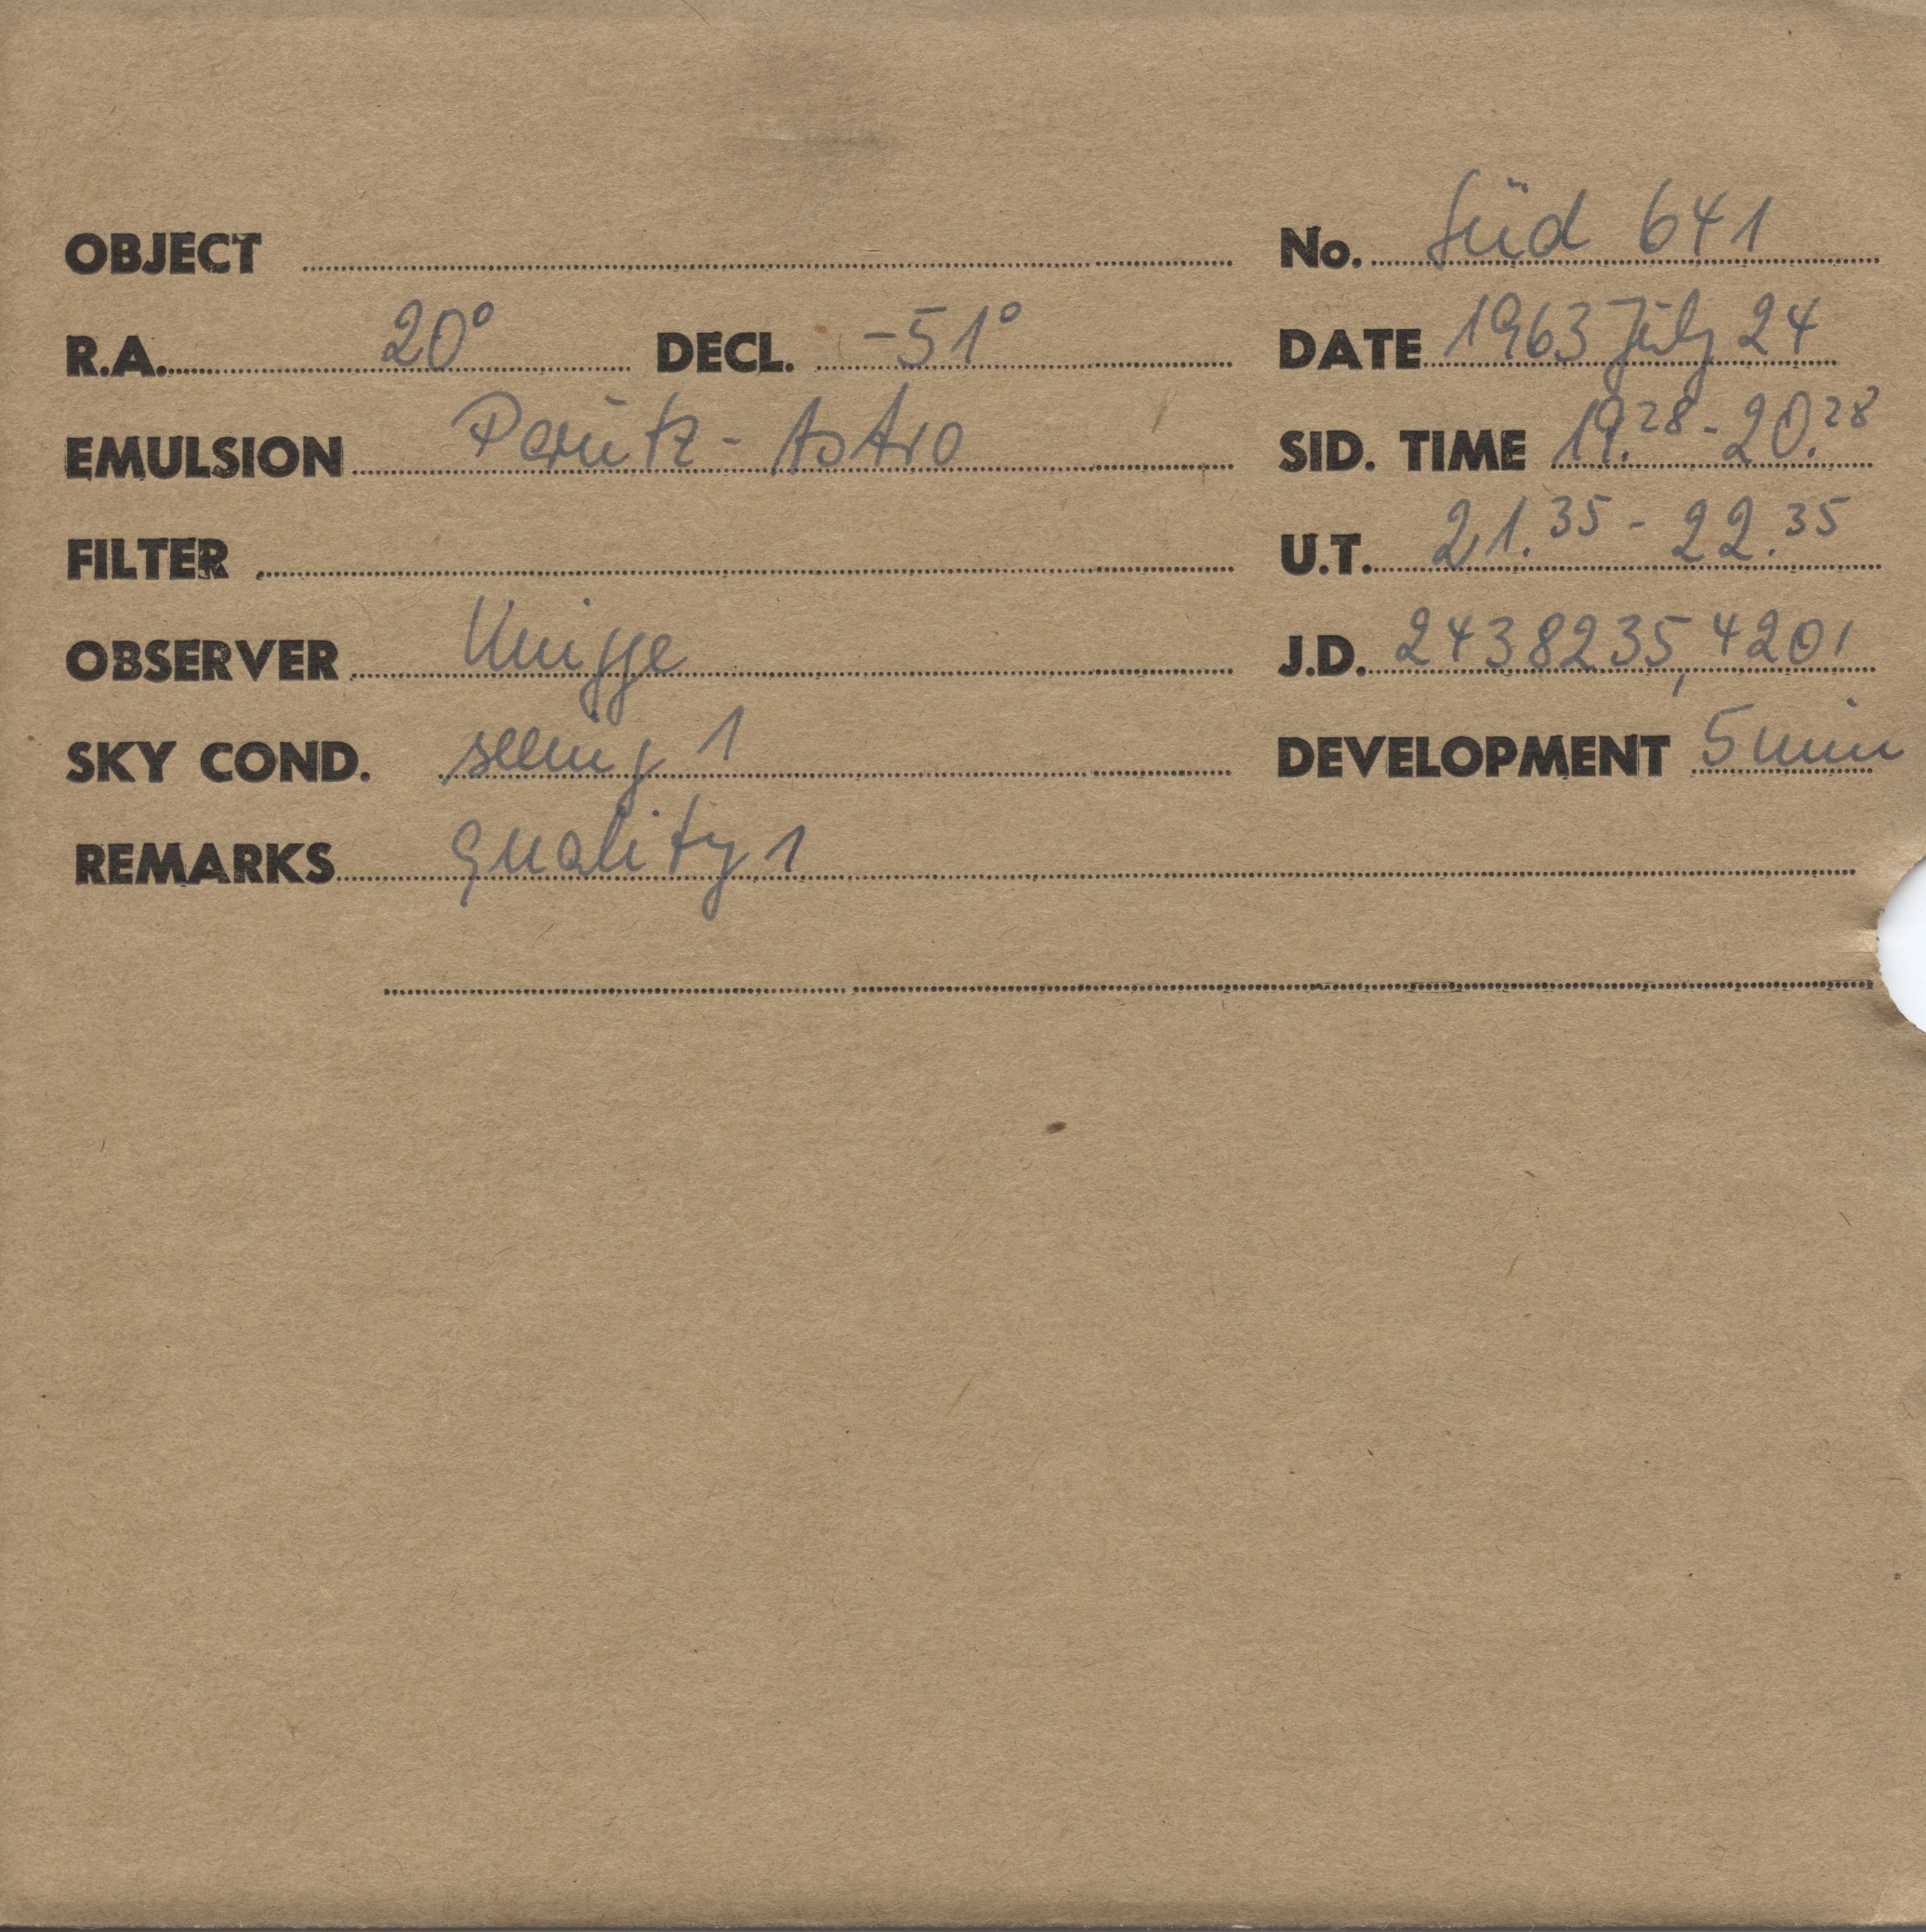 OBJECT No. Süd 641
R.A. 20° DECL. -51° DATE 1963 July 24
EMULSION Perutz - Astro SID. TIME 19.28 - 20.28
FILTER U.T. 21.35 - 22.35
OBSERVER Knigge J.D. 2438235,4201
SKY COND. seeing 1 DEVELOPMENT 5 min
REMARKS quality 1